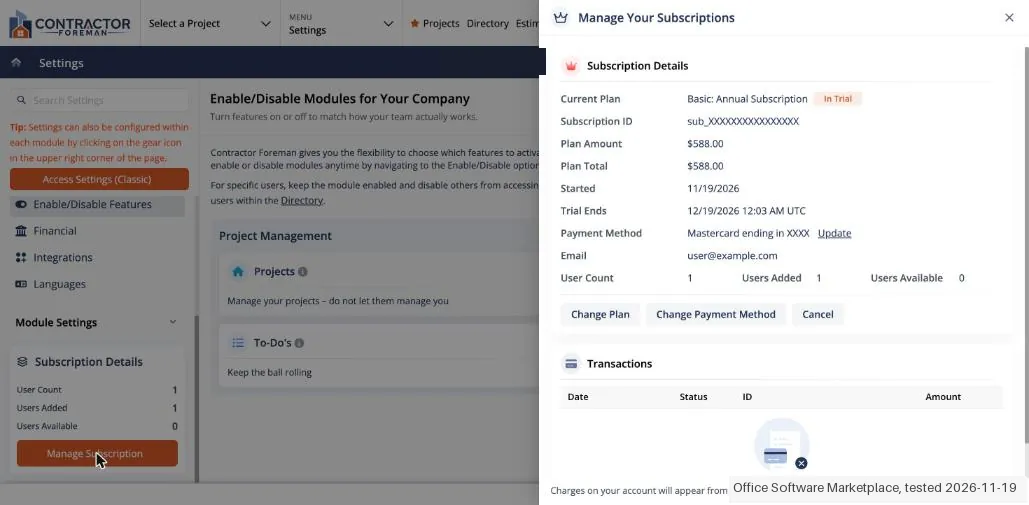 CONTRACTOR
FOREMAN
Select a Project
MENU
Settings
Projects Directory Estim
Settings
Search Settings
Tip: Settings can also be configured within
each module by clicking on the gear icon
in the upper right corner of the page.
Access Settings (Classic)
Enable/Disable Features
Financial
Integrations
Languages
Module Settings
Subscription Details
User Count 1
Users Added 1
Users Available 0
Manage Subscription
Enable/Disable Modules for Your Company
Turn features on or off to match how your team actually works.
Contractor Foreman gives you the flexibility to choose which features to activa
enable or disable modules anytime by navigating to the Enable/Disable option
For specific users, keep the module enabled and disable others from accessin
users within the Directory.
Project Management
Projects
Manage your projects – do not let them manage you
To-Do's
Keep the ball rolling
Manage Your Subscriptions
Subscription Details
Current Plan Basic: Annual Subscription In Trial
Subscription ID sub_XXXXXXXXXXXXXXXX
Plan Amount $588.00
Plan Total $588.00
Started 11/19/2026
Trial Ends 12/19/2026 12:03 AM UTC
Payment Method Mastercard ending in XXXX Update
Email user@example.com
User Count 1 Users Added 1 Users Available 0
Change Plan Change Payment Method Cancel
Transactions
Date Status ID Amount
Charges on your account will appear from
Office Software Marketplace, tested 2026-11-19